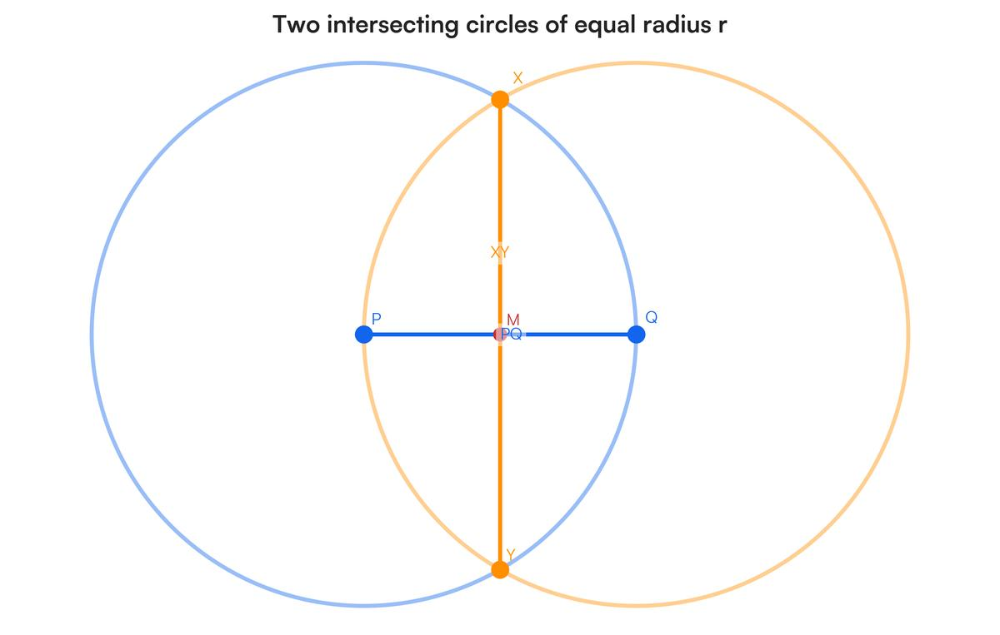 Two intersecting circles of equal radius r
X
XY
P
M
Q
PQ
Y